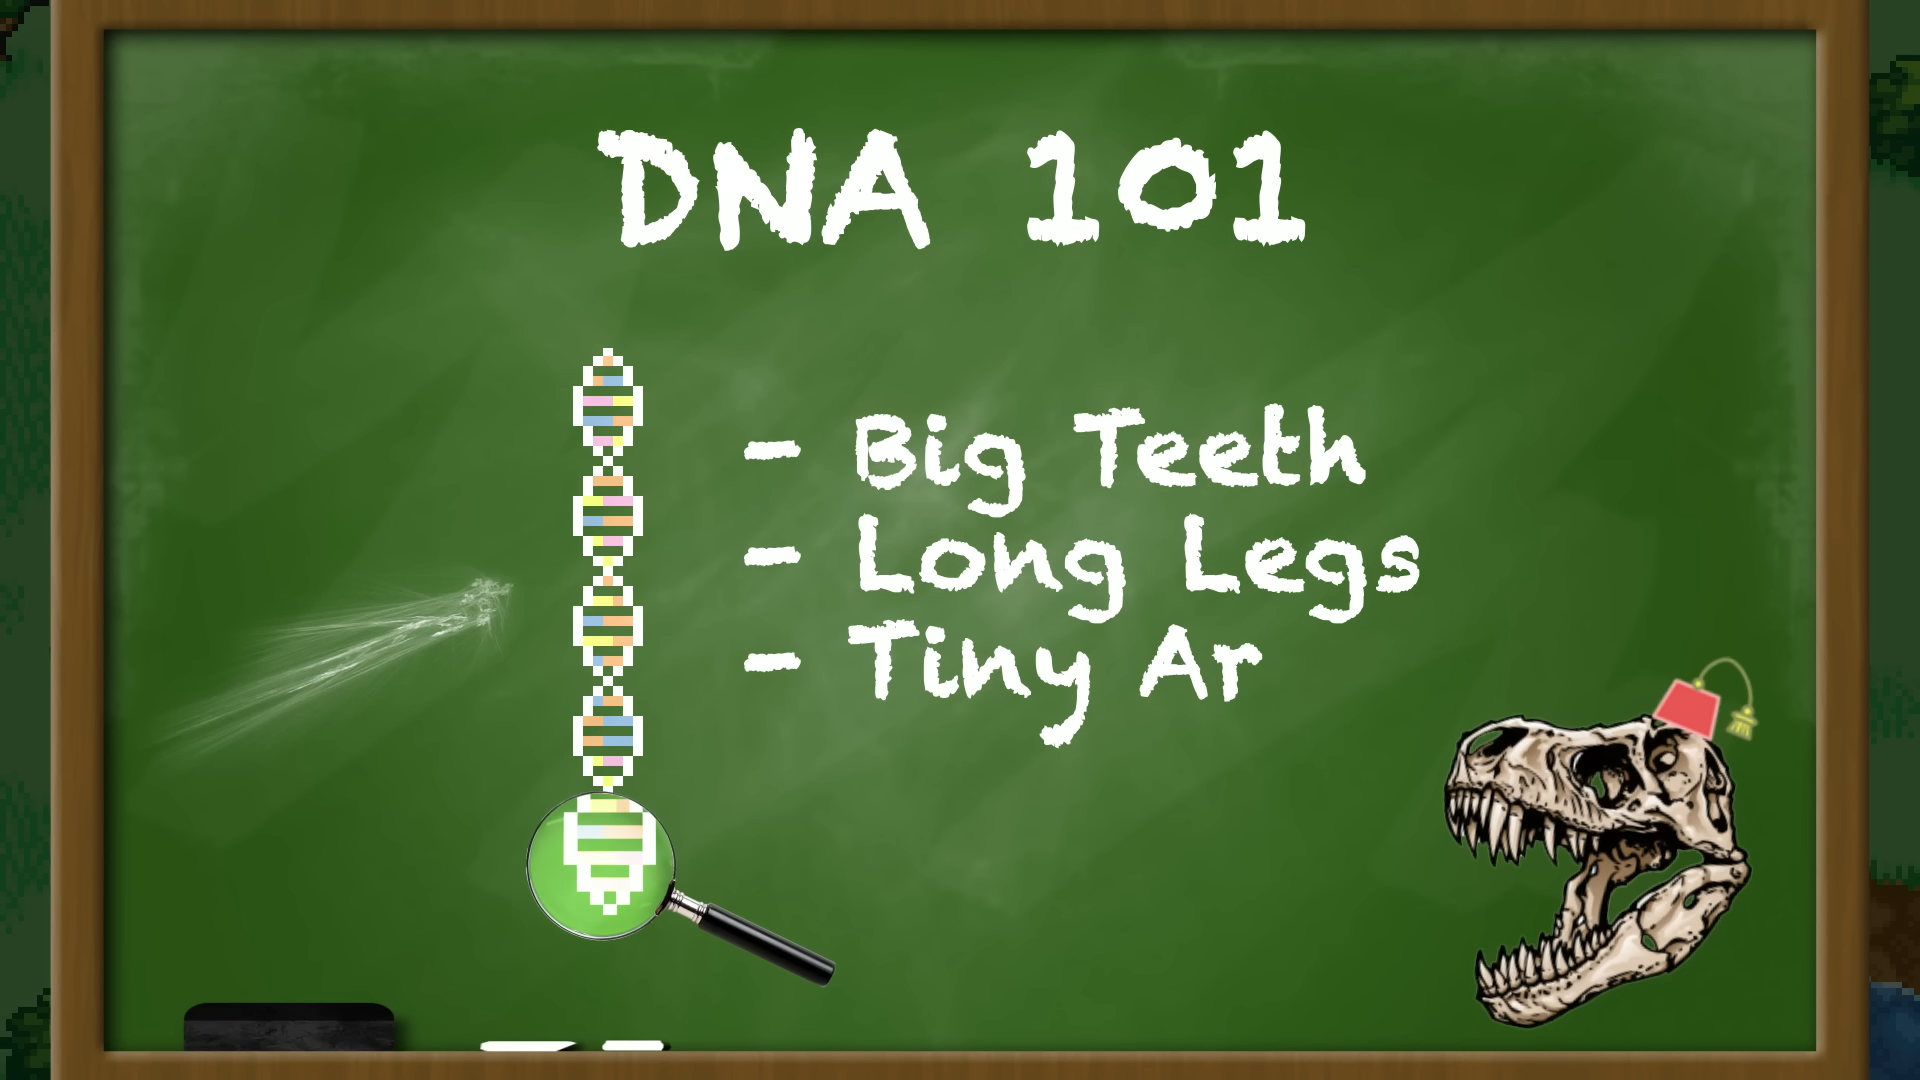 DNA 101
- Big Teeth
- Long Legs
- Tiny Ar